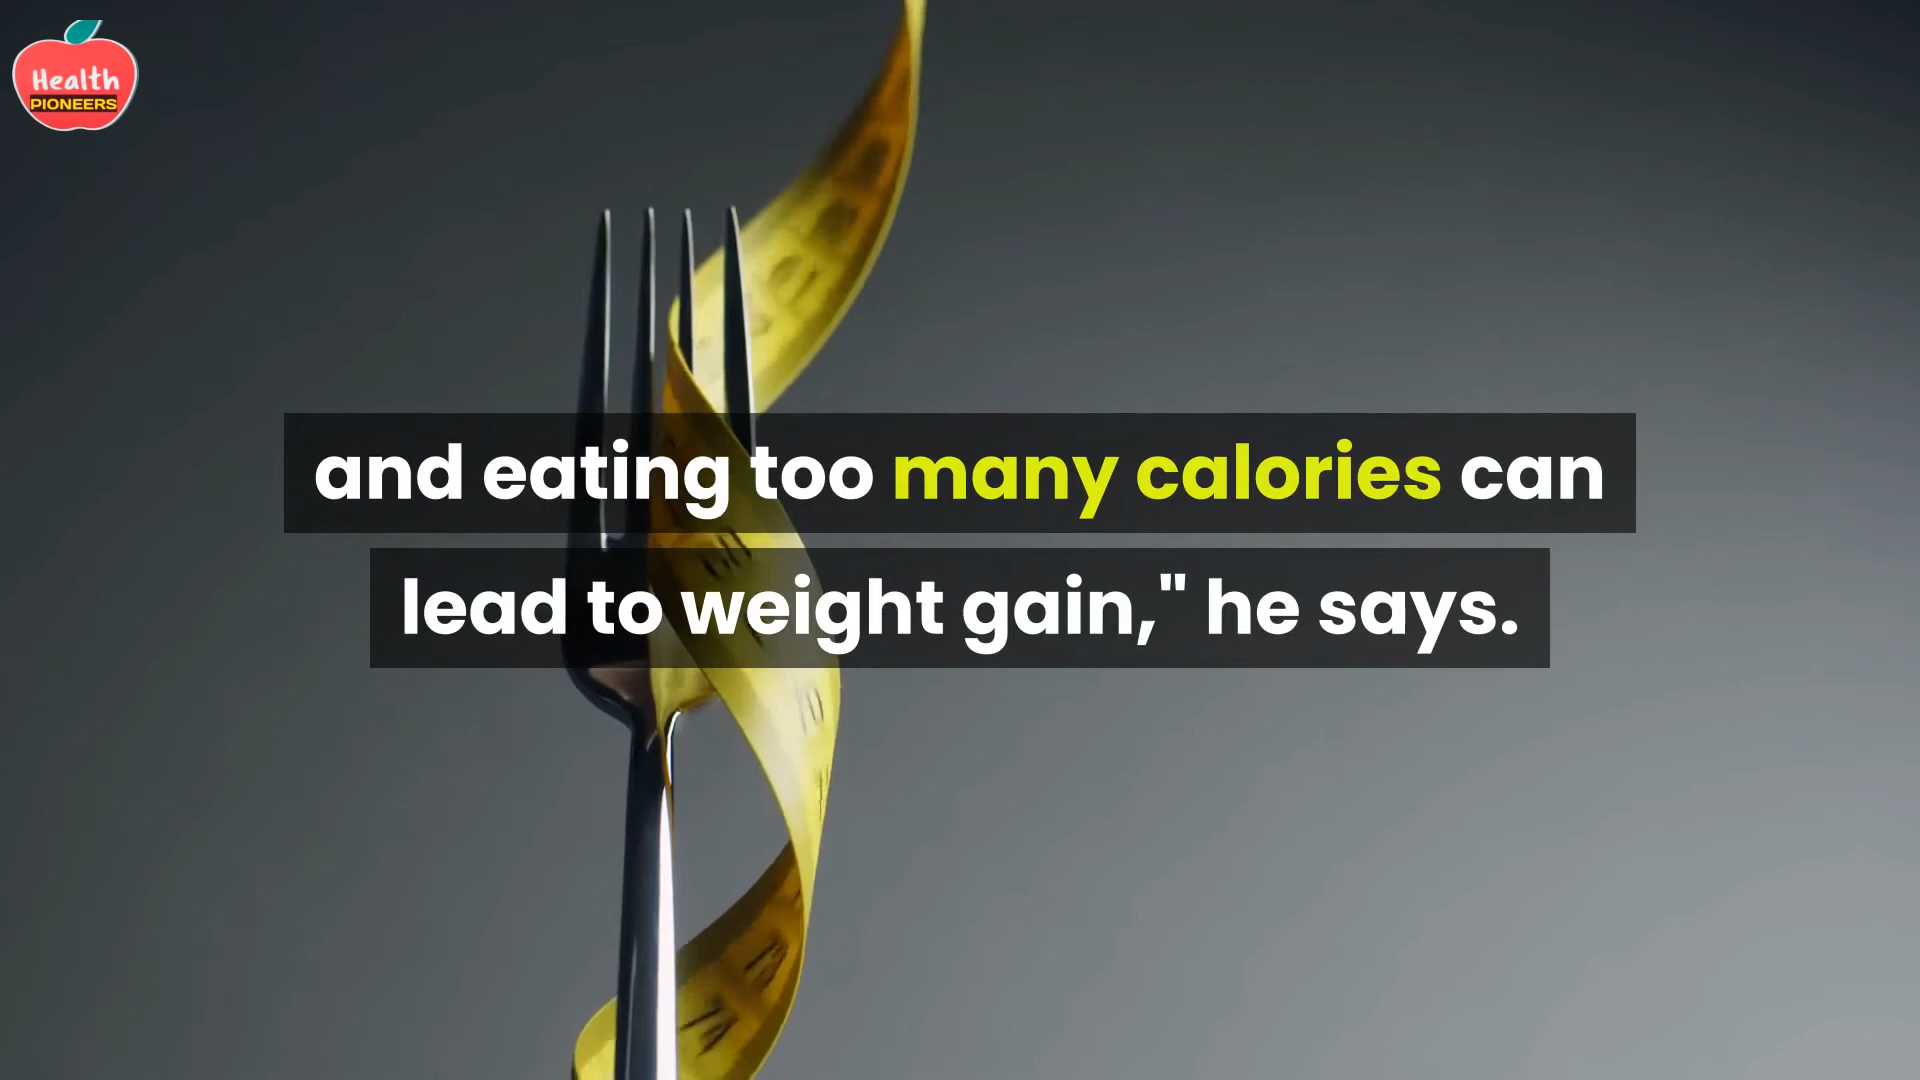 Health
PIONEERS
and eating too many calories can
lead to weight gain," he says.